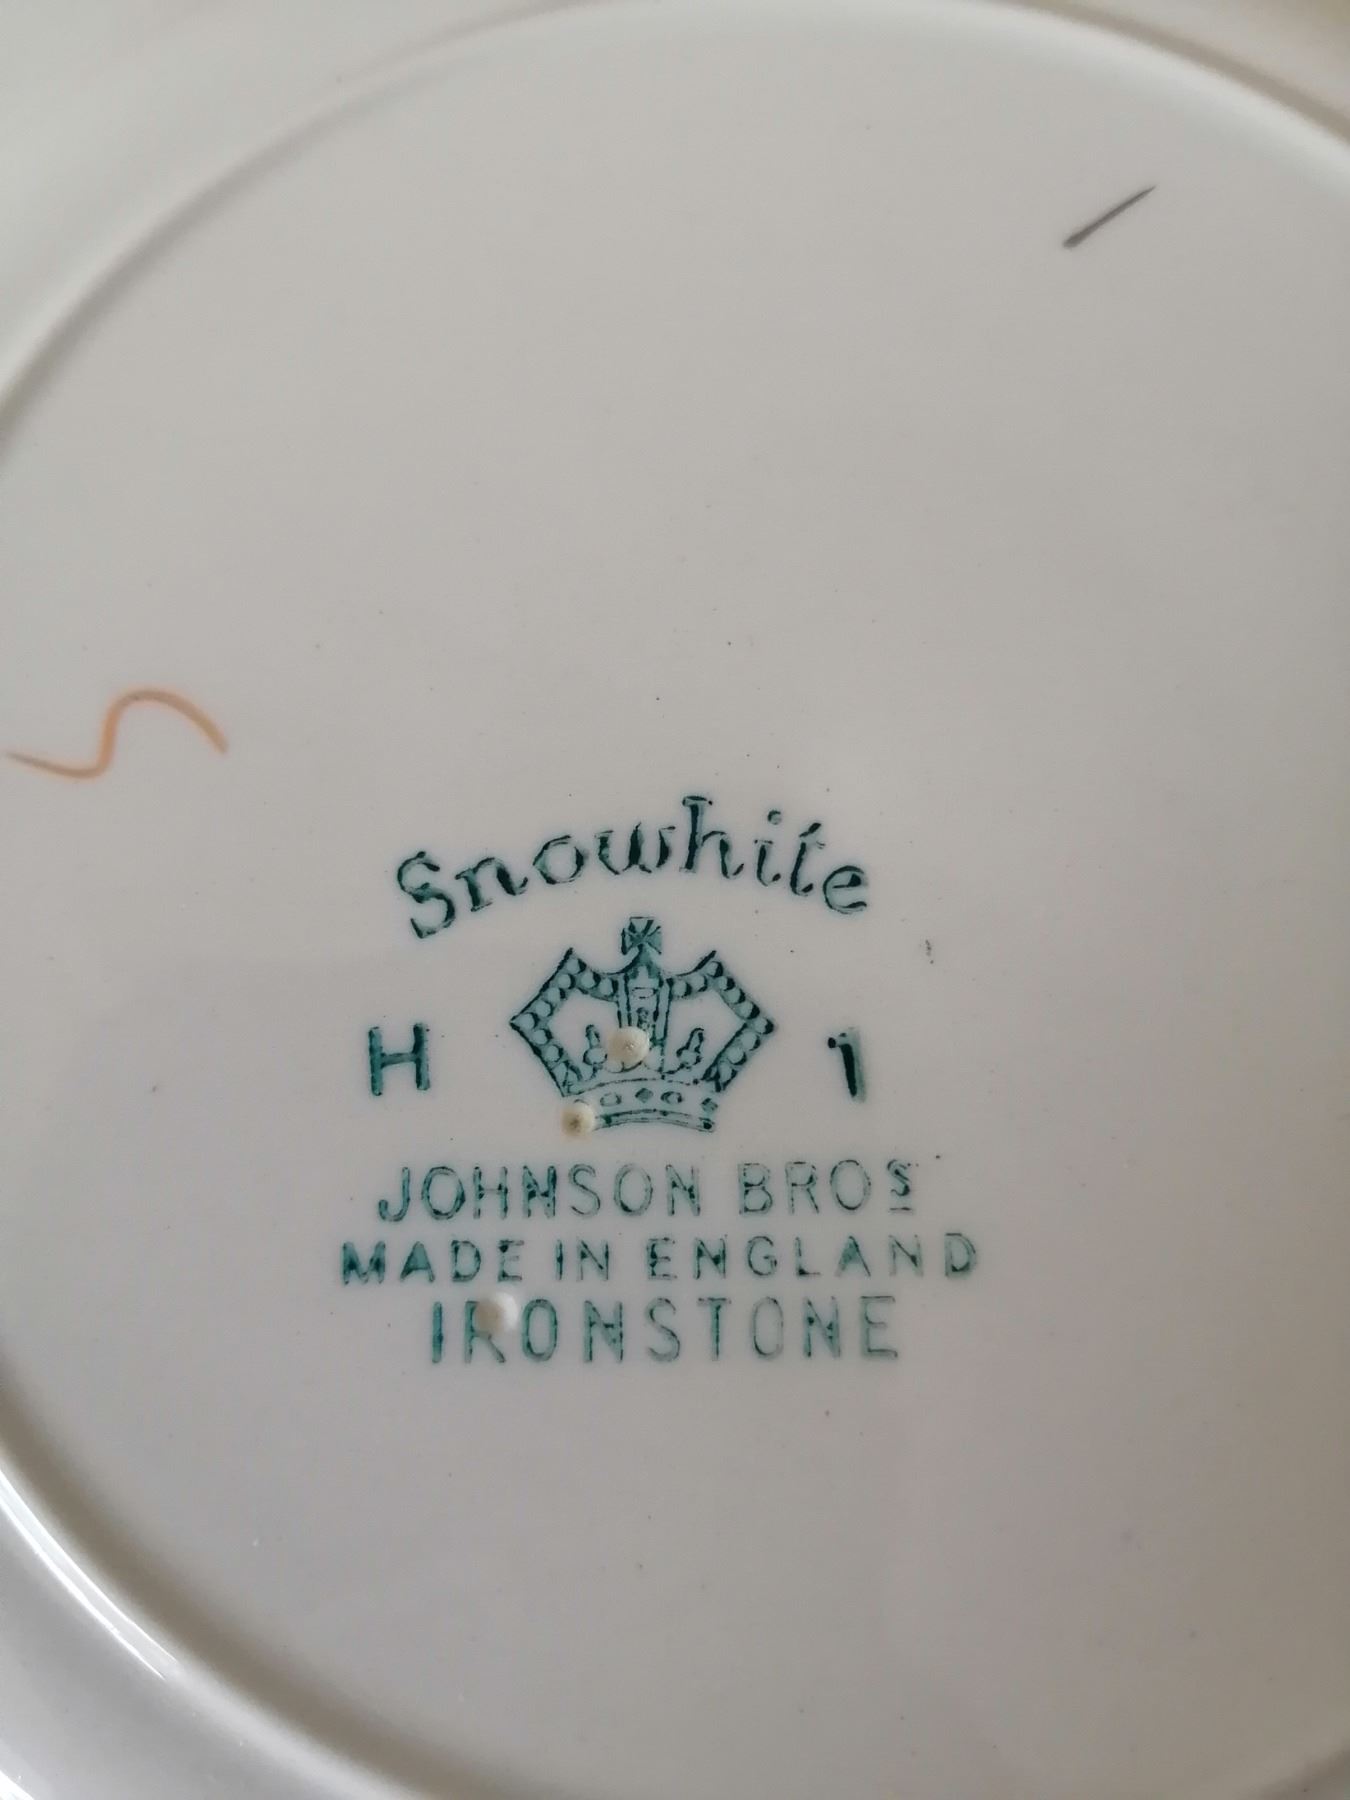 Snowhite
H 1
JOHNSON BROS
MADE IN ENGLAND
IRONSTONE